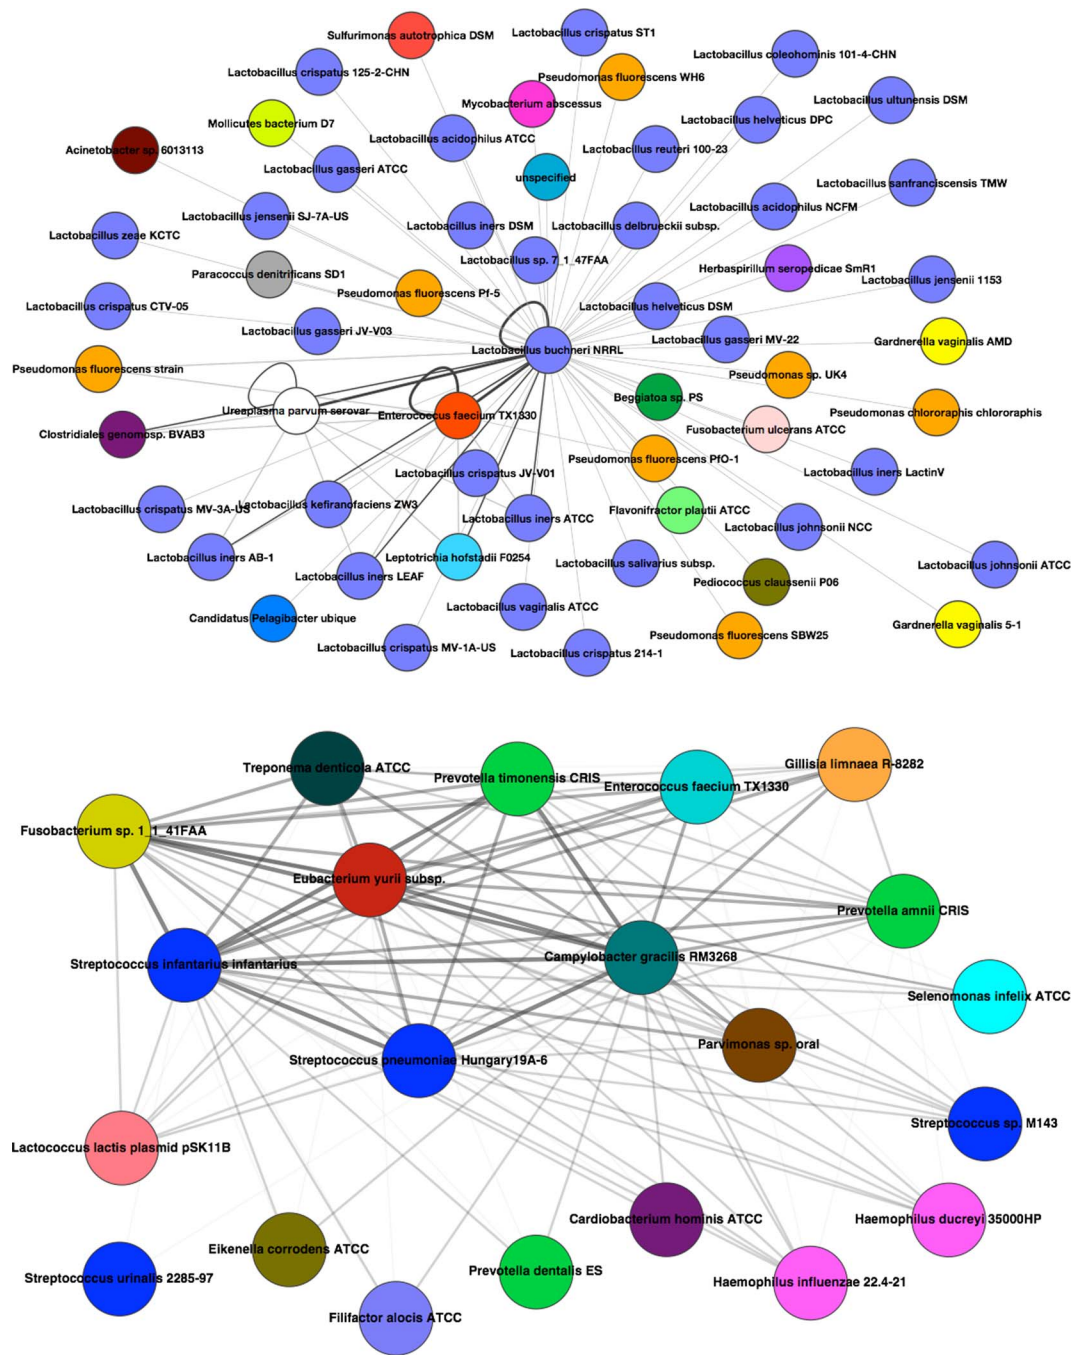 Lactobacillus crispatus ST1
Sulfurimonas autotrophica DSM
Lactobacillus coleohominis 101-4-CHN
Lactobacillus crispatus 125-2-CHN
Pseudomonas fluorescens WH6
Mycobacterium abscessus
Lactobacillus ultunensis DSM
Lactobacillus helveticus DPC
Mollicutes bacterium D7
Lactobacillus acidophilus ATCC
Acinetobacter sp. 6013113
Lactobacillus reuteri 100-23
Lactobacillus gasseri ATCC
unspecified
Lactobacillus sanfranciscensis TMW
Lactobacillus acidophilus NCFM
Lactobacillus jensenii SJ-7A-US
Lactobacillus iners DSM
Lactobacillus delbrueckii subsp.
Lactobacillus zeae KCTC
Lactobacillus sp. 7_1_47FAA
Herbaspirillum seropedicae SmR1
Paracoccus denitrificans SD1
Lactobacillus jensenii 1153
Pseudomonas fluorescens Pf-5
Lactobacillus crispatus CTV-05
Lactobacillus helveticus DSM
Lactobacillus gasseri JV-V03
Lactobacillus gasseri MV-22
Gardnerella vaginalis AMD
Lactobacillus buchneri NRRL
Pseudomonas fluorescens strain
Pseudomonas sp. UK4
Beggiatoa sp. PS
Ureaplasma parvum serovar
Enterococcus faecium TX1330
Pseudomonas chlororaphis chlororaphis
Fusobacterium ulcerans ATCC
Clostridiales genomosp. BVAB3
Pseudomonas fluorescens PfO-1
Lactobacillus crispatus JV-V01
Lactobacillus iners LactinV
Lactobacillus kefiranofaciens ZW3
Lactobacillus crispatus MV-3A-US
Flavonifractor plautii ATCC
Lactobacillus iners ATCC
Lactobacillus johnsonii NCC
Lactobacillus iners AB-1
Leptotrichia hofstadii F0254
Lactobacillus salivarius subsp.
Lactobacillus johnsonii ATCC
Lactobacillus iners LEAF
Pediococcus claussenii P06
Lactobacillus vaginalis ATCC
Candidatus Pelagibacter ubique
Gardnerella vaginalis 5-1
Pseudomonas fluorescens SBW25
Lactobacillus crispatus MV-1A-US
Lactobacillus crispatus 214-1
Treponema denticola ATCC
Gillisia limnaea R-8282
Prevotella timonensis CRIS
Enterococcus faecium TX1330
Fusobacterium sp. 1_1_41FAA
Eubacterium yurii subsp.
Prevotella amnii CRIS
Campylobacter gracilis RM3268
Streptococcus infantarius infantarius
Selenomonas infelix ATCC
Parvimonas sp. oral
Streptococcus pneumoniae Hungary19A-6
Streptococcus sp. M143
Lactococcus lactis plasmid pSK11B
Cardiobacterium hominis ATCC
Haemophilus ducreyi 35000HP
Eikenella corrodens ATCC
Prevotella dentalis ES
Streptococcus urinalis 2285-97
Haemophilus influenzae 22.4-21
Filifactor alocis ATCC